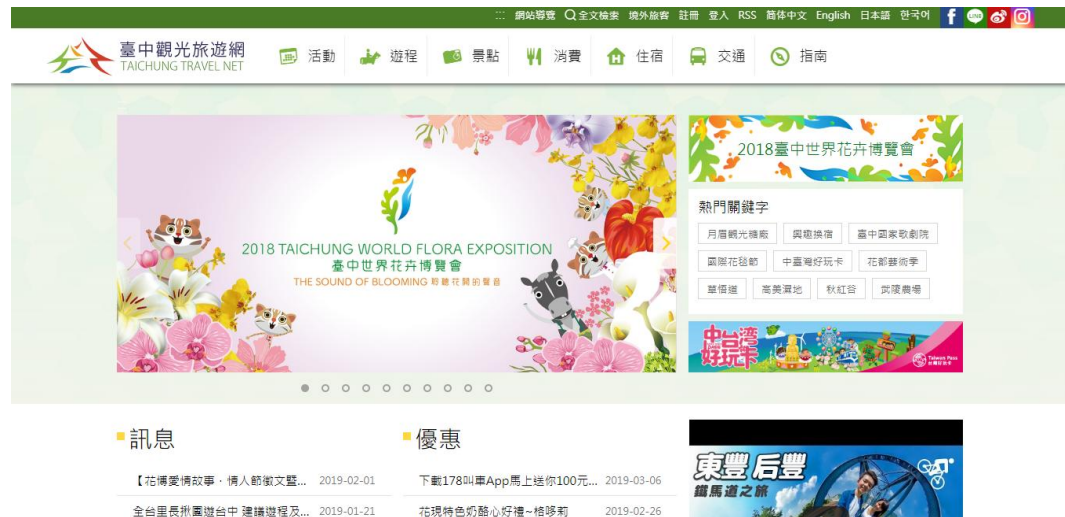 ::: 網站導覽 全文檢索 境外旅客 註冊 登入 RSS 簡体中文 English 日本語 한국어
LINE
臺中觀光旅遊網
TAICHUNG TRAVEL NET
活動 遊程 景點 消費 住宿 交通 指南
2018 TAICHUNG WORLD FLORA EXPOSITION
臺中世界花卉博覽會
THE SOUND OF BLOOMING 聆聽花開的聲音
2018臺中世界花卉博覽會
熱門關鍵字
月眉觀光糖廠 興趣換宿 臺中國家歌劇院
國際花毯節 中臺灣好玩卡 花都藝術季
草悟道 高美濕地 秋紅谷 武陵農場
中台湾
好玩卡
Taiwan Pass
台灣好玩卡
訊息
【花博愛情故事‧情人節徵文暨... 2019-02-01
全台里長揪團遊台中 建議遊程及... 2019-01-21
優惠
下載178叫車App馬上送你100元... 2019-03-06
花現特色奶酪心好禮~格哆莉 2019-02-26
東豐 后豐
鐵馬道之旅